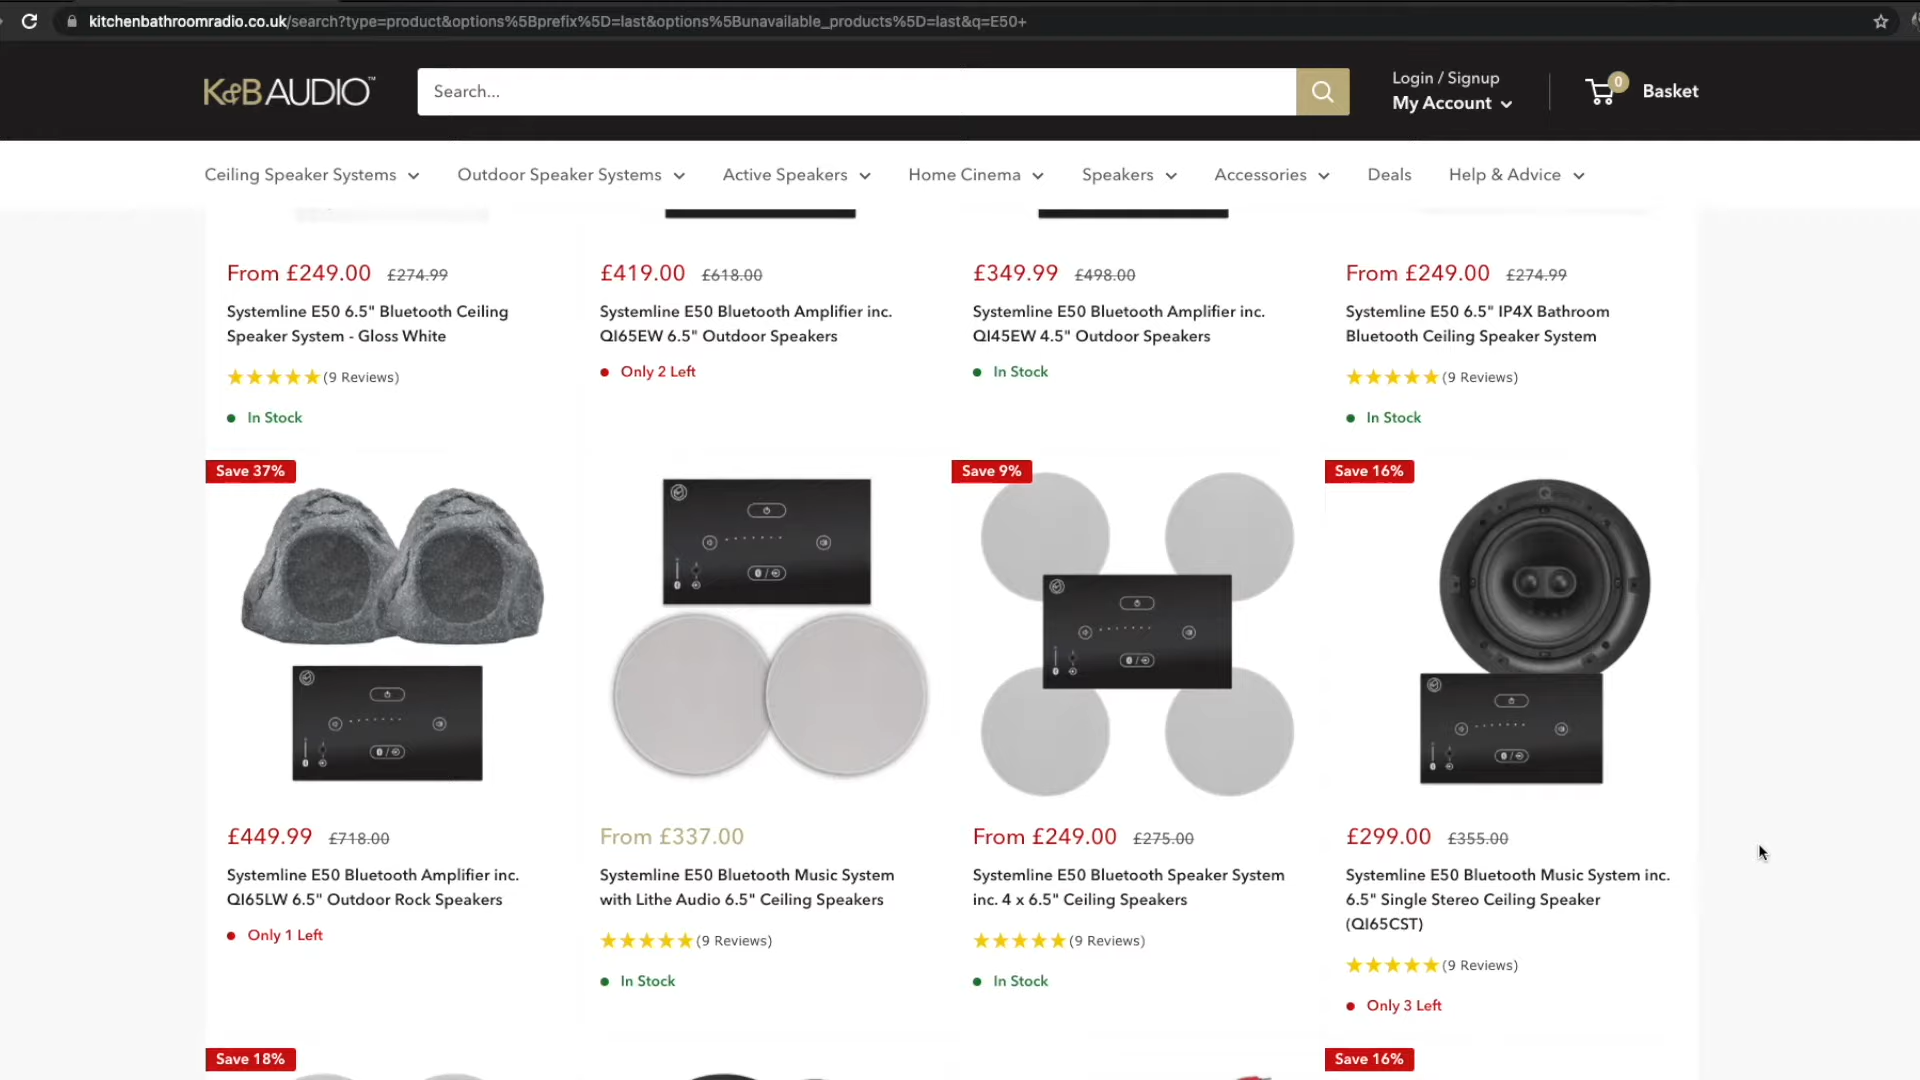 kitchenbathroomradio.co.uk/search?type=product&options%5Bprefix%5D=last&options%5Bunavailable_products%5D=last&q=E50+
K&B AUDIO™
Search...
Login / Signup
My Account
0
Basket
Ceiling Speaker Systems
Outdoor Speaker Systems
Active Speakers
Home Cinema
Speakers
Accessories
Deals
Help & Advice
From £249.00 £274.99
Systemline E50 6.5" Bluetooth Ceiling
Speaker System - Gloss White
(9 Reviews)
In Stock
£419.00 £618.00
Systemline E50 Bluetooth Amplifier inc.
QI65EW 6.5" Outdoor Speakers
Only 2 Left
£349.99 £498.00
Systemline E50 Bluetooth Amplifier inc.
QI45EW 4.5" Outdoor Speakers
In Stock
From £249.00 £274.99
Systemline E50 6.5" IP4X Bathroom
Bluetooth Ceiling Speaker System
(9 Reviews)
In Stock
Save 37%
£449.99 £718.00
Systemline E50 Bluetooth Amplifier inc.
QI65LW 6.5" Outdoor Rock Speakers
Only 1 Left
From £337.00
Systemline E50 Bluetooth Music System
with Lithe Audio 6.5" Ceiling Speakers
(9 Reviews)
In Stock
Save 9%
From £249.00 £275.00
Systemline E50 Bluetooth Speaker System
inc. 4 x 6.5" Ceiling Speakers
(9 Reviews)
In Stock
Save 16%
£299.00 £355.00
Systemline E50 Bluetooth Music System inc.
6.5" Single Stereo Ceiling Speaker
(QI65CST)
(9 Reviews)
Only 3 Left
Save 18%
Save 16%